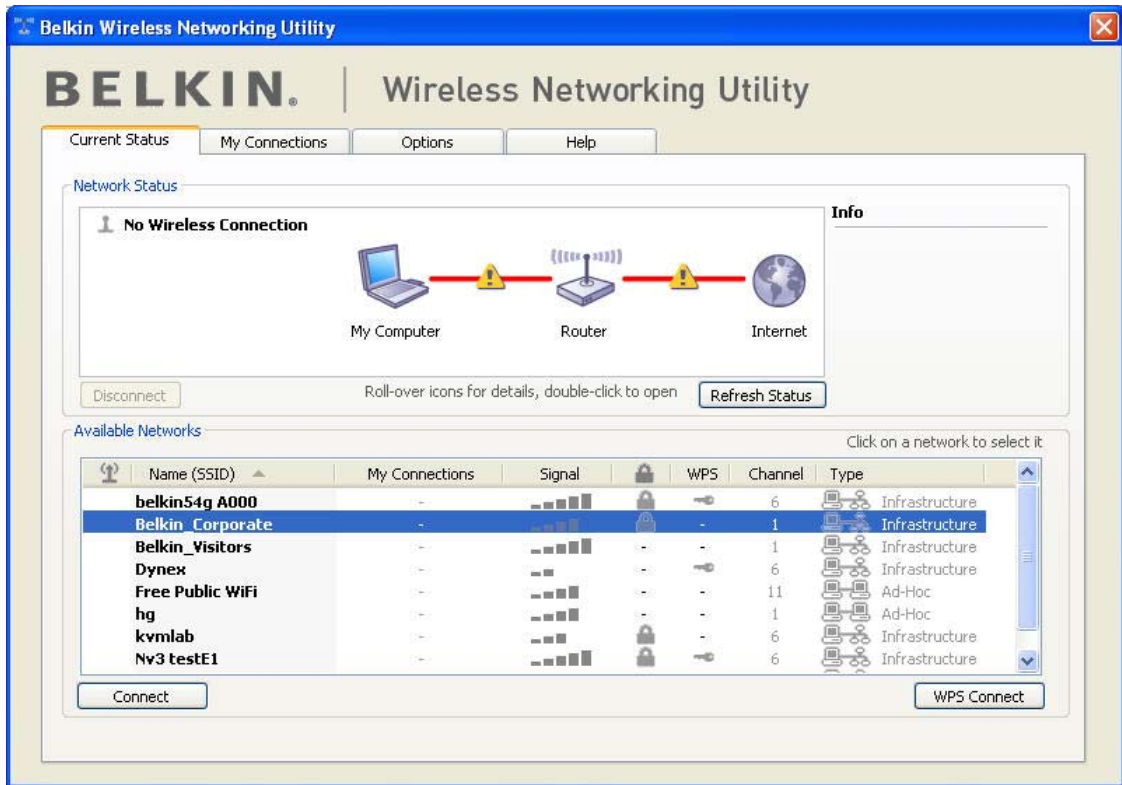 Belkin Wireless Networking Utility
BELKIN® | Wireless Networking Utility
Current Status My Connections Options Help
Network Status
No Wireless Connection
Info
My Computer Router Internet
Disconnect Roll-over icons for details, double-click to open Refresh Status
Available Networks
Click on a network to select it
Name (SSID) My Connections Signal WPS Channel Type
belkin54g A000 - 6 Infrastructure
Belkin_Corporate - - 1 Infrastructure
Belkin_Visitors - - - 1 Infrastructure
Dynex - - 6 Infrastructure
Free Public WiFi - - - 11 Ad-Hoc
hg - - - 1 Ad-Hoc
kvmlab - - 6 Infrastructure
Nv3 testE1 - 6 Infrastructure
Connect WPS Connect